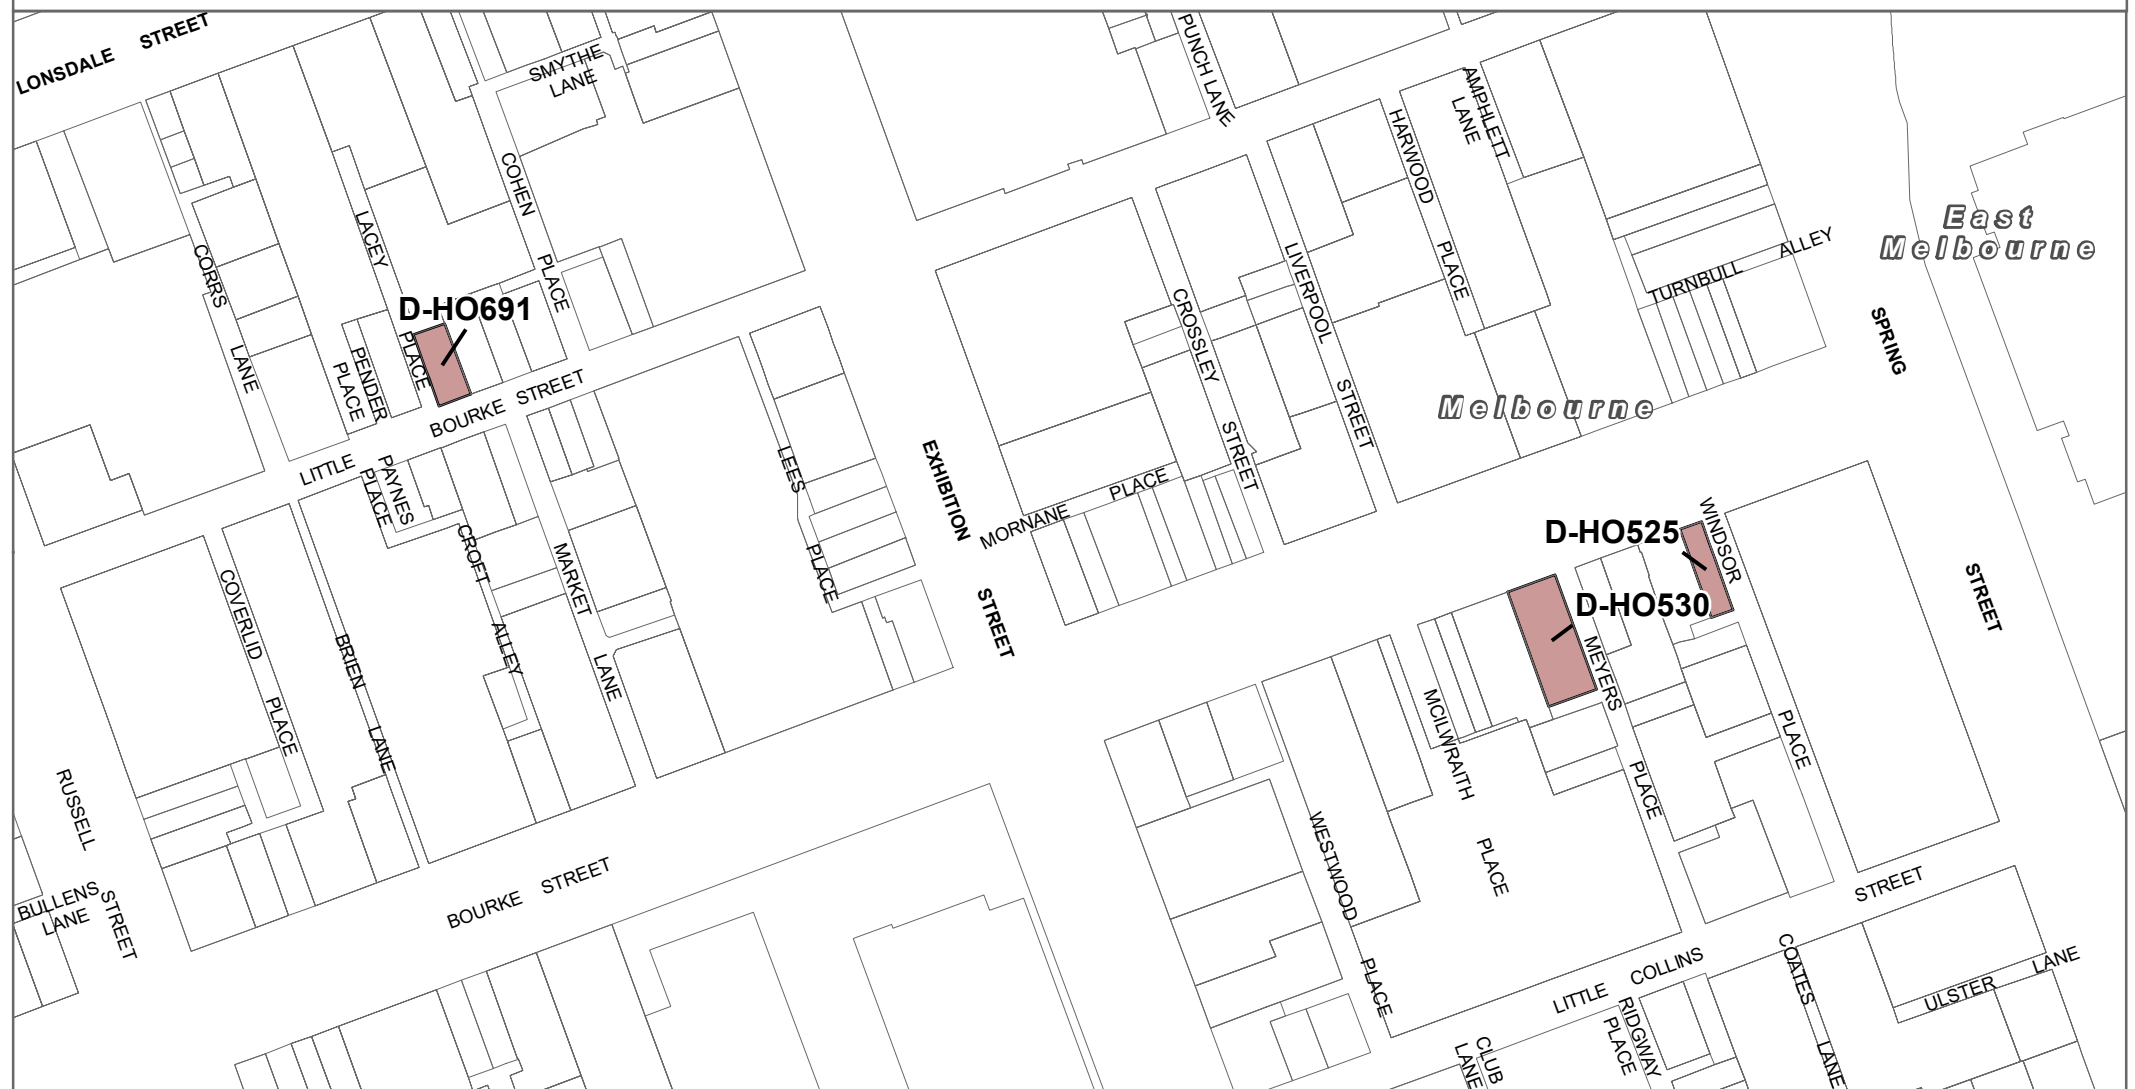 LONSDALE STREET
SMYTHE
LANE
PUNCH LANE
AMPHLETT
LANE
HARWOOD PLACE
COHEN PLACE
LACEY PLACE
CORRS LANE
East
Melbourne
TURNBULL ALLEY
LIVERPOOL STREET
CROSSLEY STREET
D-HO691
PENDER
PLACE
SPRING STREET
Melbourne
LITTLE BOURKE STREET
PAYNES
PLACE
LEES PLACE
EXHIBITION STREET
MORNANE PLACE
WINDSOR PLACE
D-HO525
D-HO530
MEYERS PLACE
CROFT ALLEY
MARKET LANE
COVERLID PLACE
BRIEN LANE
MCILWRAITH PLACE
RUSSELL STREET
WESTWOOD PLACE
BOURKE STREET
BULLENS
LANE
LITTLE COLLINS STREET
COATES LANE
ULSTER LANE
RIDGWAY
PLACE
CLUB
LANE